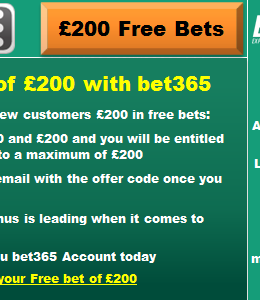 £200 Free Bets
of £200 with bet365
ew customers £200 in free bets:
0 and £200 and you will be entitled
to a maximum of £200
email with the offer code once you
nus is leading when it comes to
u bet365 Account today
your Free bet of £200